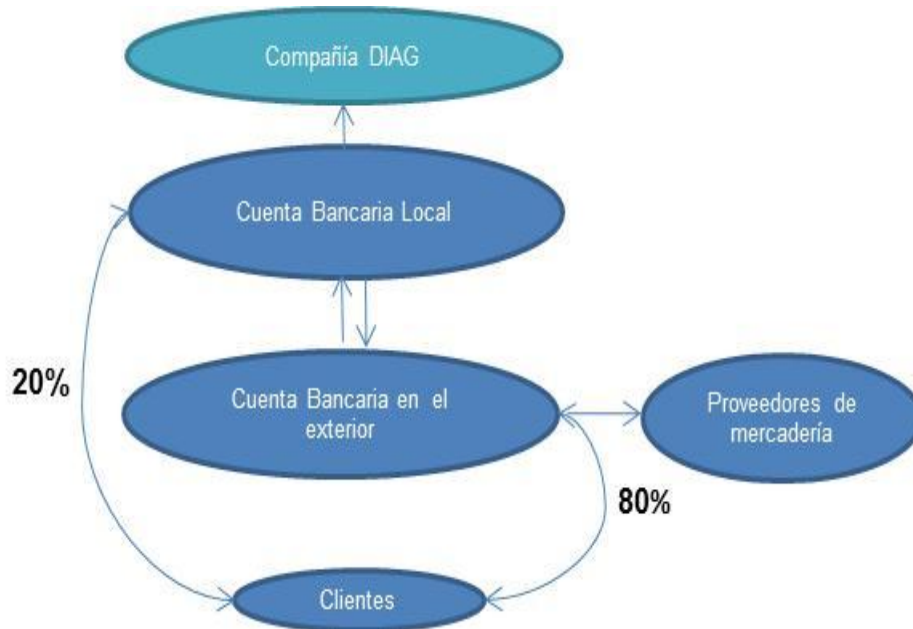 Compañía DIAG
Cuenta Bancaria Local
20%
Cuenta Bancaria en el
exterior
Proveedores de
mercadería
80%
Clientes